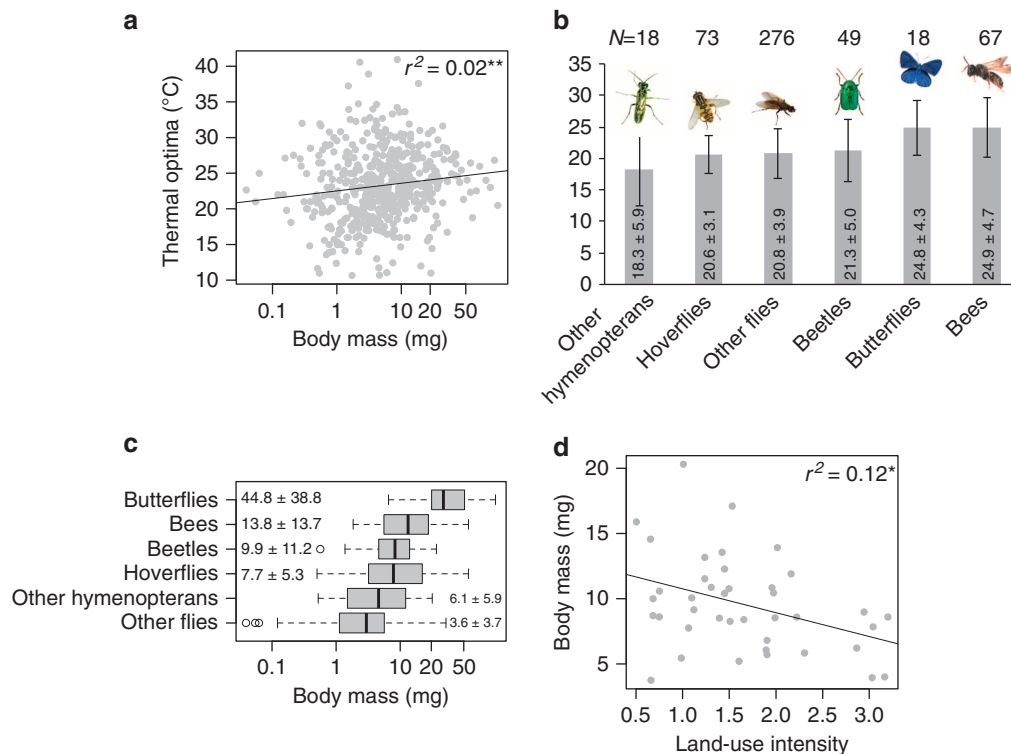 a
r² = 0.02**
Thermal optima (°C)
40
35
30
25
20
15
10
0.1 1 10 20 50
Body mass (mg)
b
N=18 73 276 49 18 67
35
30
25
20
15
10
5
0
18.3 ± 5.9
20.6 ± 3.1
20.8 ± 3.9
21.3 ± 5.0
24.8 ± 4.3
24.9 ± 4.7
Other
hymenopterans
Hoverflies
Other flies
Beetles
Butterflies
Bees
c
Butterflies 44.8 ± 38.8
Bees 13.8 ± 13.7
Beetles 9.9 ± 11.2
Hoverflies 7.7 ± 5.3
Other hymenopterans 6.1 ± 5.9
Other flies 3.6 ± 3.7
0.1 1 10 20 50
Body mass (mg)
d
r² = 0.12*
Body mass (mg)
20
15
10
5
0.5 1.0 1.5 2.0 2.5 3.0
Land-use intensity